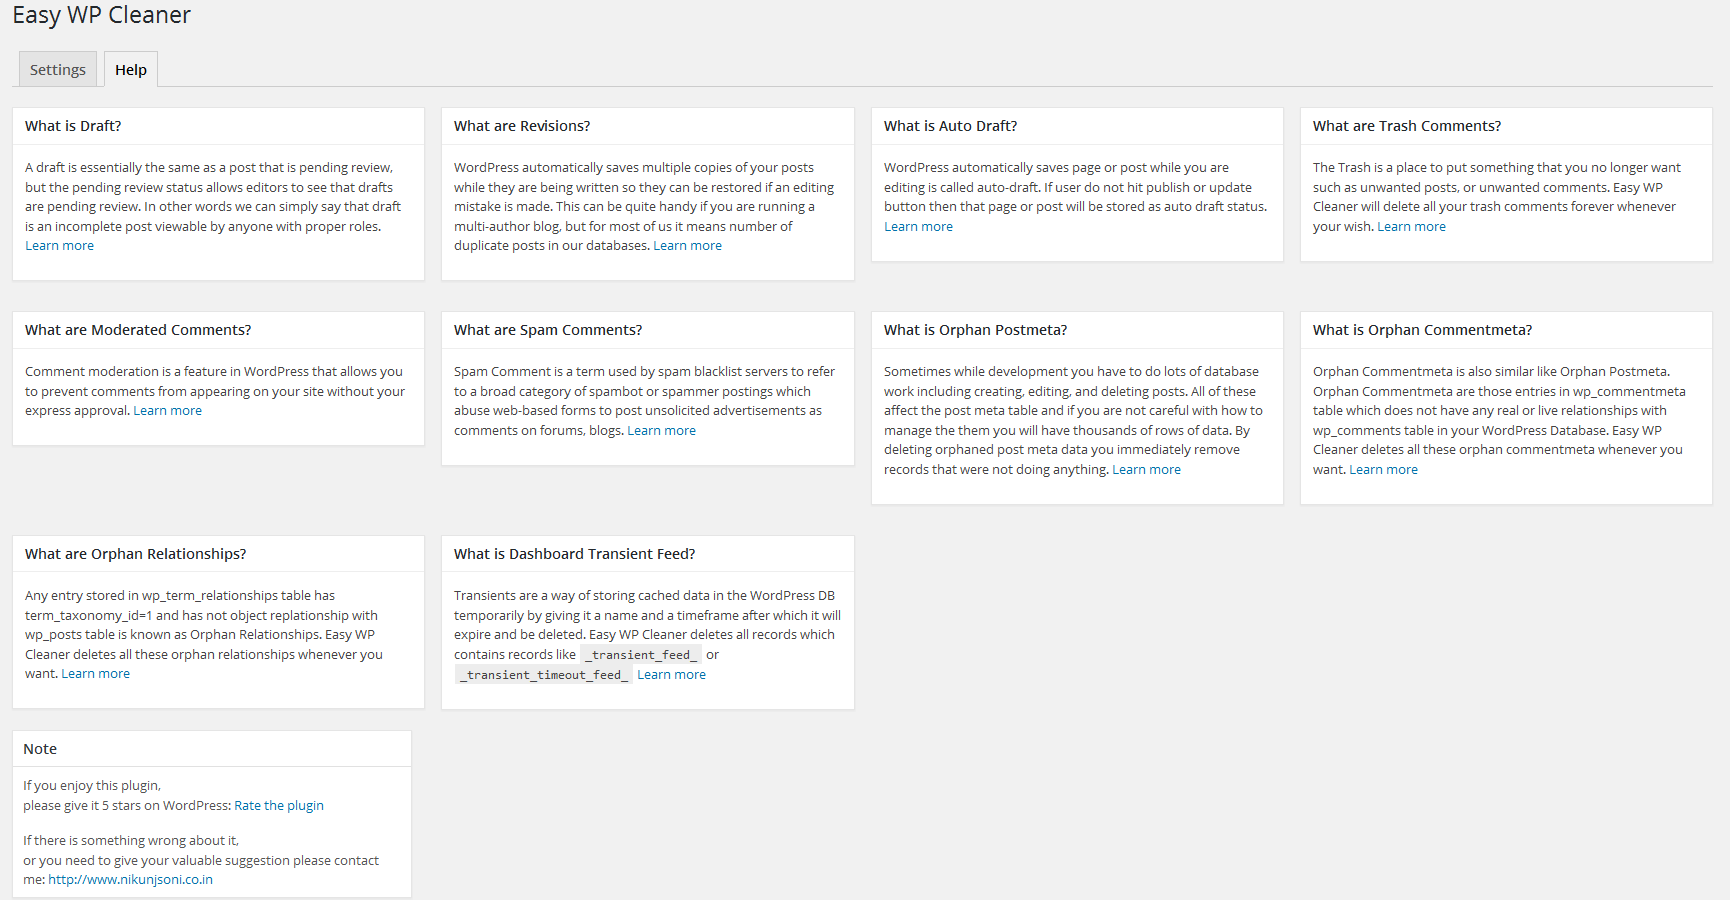 Easy WP Cleaner
Settings
Help
What is Draft?
A draft is essentially the same as a post that is pending review,
but the pending review status allows editors to see that drafts
are pending review. In other words we can simply say that draft
is an incomplete post viewable by anyone with proper roles.
Learn more
What are Revisions?
WordPress automatically saves multiple copies of your posts
while they are being written so they can be restored if an editing
mistake is made. This can be quite handy if you are running a
multi-author blog, but for most of us it means number of
duplicate posts in our databases. Learn more
What is Auto Draft?
WordPress automatically saves page or post while you are
editing is called auto-draft. If user do not hit publish or update
button then that page or post will be stored as auto draft status.
Learn more
What are Trash Comments?
The Trash is a place to put something that you no longer want
such as unwanted posts, or unwanted comments. Easy WP
Cleaner will delete all your trash comments forever whenever
your wish. Learn more
What are Moderated Comments?
Comment moderation is a feature in WordPress that allows you
to prevent comments from appearing on your site without your
express approval. Learn more
What are Spam Comments?
Spam Comment is a term used by spam blacklist servers to refer
to a broad category of spambot or spammer postings which
abuse web-based forms to post unsolicited advertisements as
comments on forums, blogs. Learn more
What is Orphan Postmeta?
Sometimes while development you have to do lots of database
work including creating, editing, and deleting posts. All of these
affect the post meta table and if you are not careful with how to
manage the them you will have thousands of rows of data. By
deleting orphaned post meta data you immediately remove
records that were not doing anything. Learn more
What is Orphan Commentmeta?
Orphan Commentmeta is also similar like Orphan Postmeta.
Orphan Commentmeta are those entries in wp_commentmeta
table which does not have any real or live relationships with
wp_comments table in your WordPress Database. Easy WP
Cleaner deletes all these orphan commentmeta whenever you
want. Learn more
What are Orphan Relationships?
Any entry stored in wp_term_relationships table has
term_taxonomy_id=1 and has not object replationship with
wp_posts table is known as Orphan Relationships. Easy WP
Cleaner deletes all these orphan relationships whenever you
want. Learn more
What is Dashboard Transient Feed?
Transients are a way of storing cached data in the WordPress DB
temporarily by giving it a name and a timeframe after which it will
expire and be deleted. Easy WP Cleaner deletes all records which
contains records like _transient_feed_ or
_transient_timeout_feed_ Learn more
Note
If you enjoy this plugin,
please give it 5 stars on WordPress: Rate the plugin
If there is something wrong about it,
or you need to give your valuable suggestion please contact
me: http://www.nikunjsoni.co.in